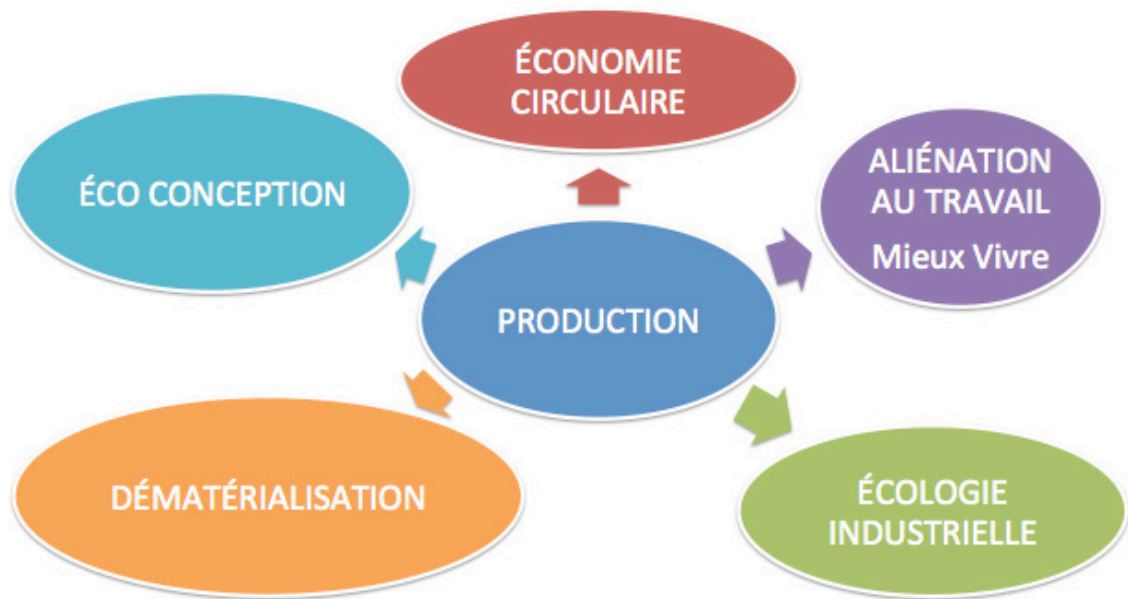 ÉCONOMIE
CIRCULAIRE
ÉCO CONCEPTION
ALIÉNATION
AU TRAVAIL
Mieux Vivre
PRODUCTION
DÉMATÉRIALISATION
ÉCOLOGIE
INDUSTRIELLE